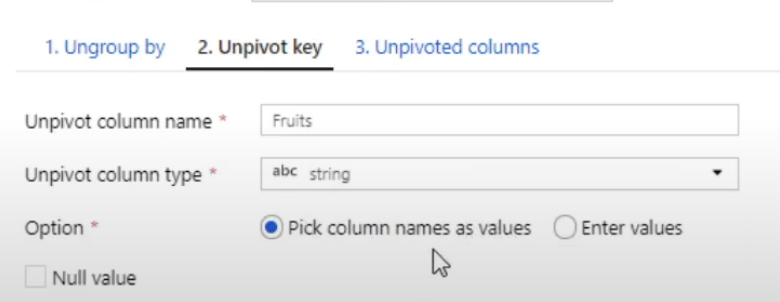 1. Ungroup by 2. Unpivot key 3. Unpivoted columns
Unpivot column name * Fruits
Unpivot column type * abc string
Option * Pick column names as values Enter values
Null value